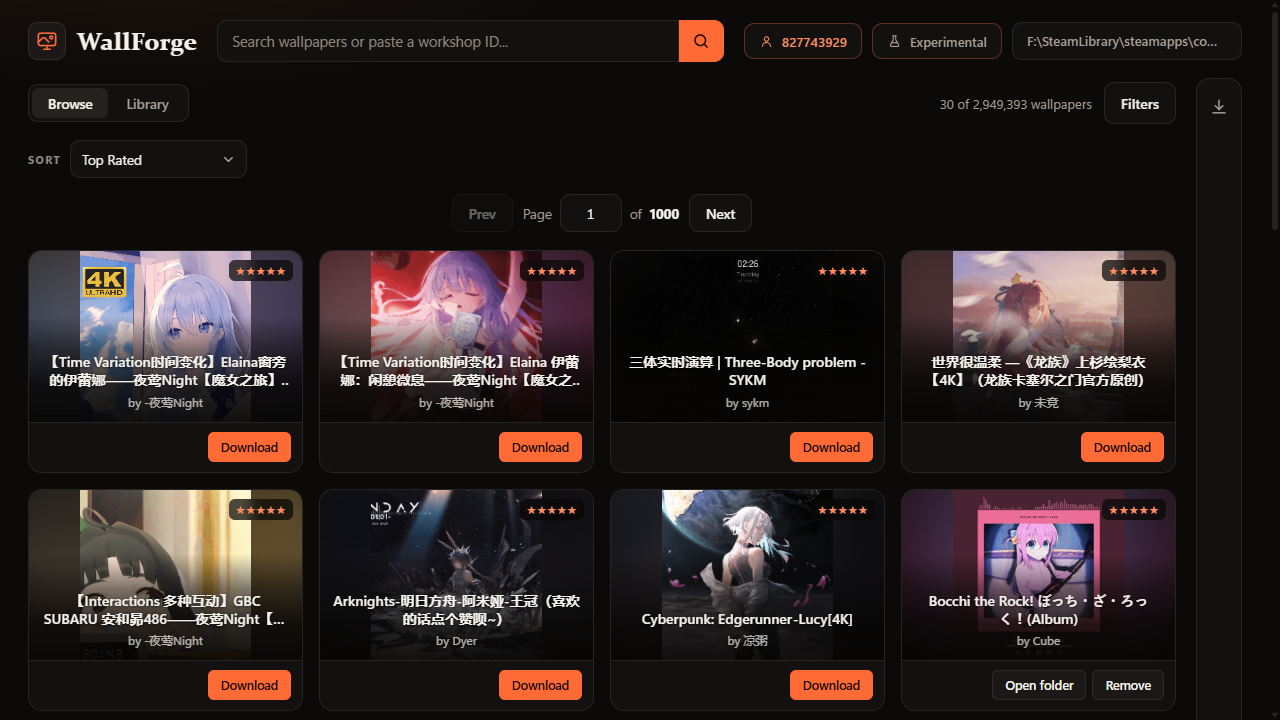 WallForge
Search wallpapers or paste a workshop ID...
827743929
Experimental
F:\SteamLibrary\steamapps\co...
Browse
Library
30 of 2,949,393 wallpapers
Filters
SORT
Top Rated
Prev
Page
1
of 1000
Next
4K
ULTRAHD
★★★★★
【Time Variation时间变化】Elaina窗旁
的伊蕾娜——夜莺Night【魔女之旅】..
by -夜莺Night
Download
★★★★★
【Time Variation时间变化】Elaina 伊蕾
娜：闲憩微息——夜莺Night【魔女之..
by -夜莺Night
Download
02:25
Thursday
★★★★★
三体实时演算 | Three-Body problem -
SYKM
by sykm
Download
★★★★★
世界很温柔 —《龙族》上杉绘梨衣
【4K】（龙族卡塞尔之门官方原创）
by 未竞
Download
★★★★★
【Interactions 多种互动】GBC
SUBARU 安和昴486——夜莺Night【...
by -夜莺Night
20:43
Download
NDAY
★★★★★
Arknights-明日方舟-阿米娅-王冠（喜欢
的话点个赞呗~）
by Dyer
Download
★★★★★
Cyberpunk: Edgerunner-Lucy[4K]
by 凉粥
Download
★★★★★
Bocchi the Rock! ぼっち・ざ・ろっ
く！(Album)
by Cube
Open folder
Remove